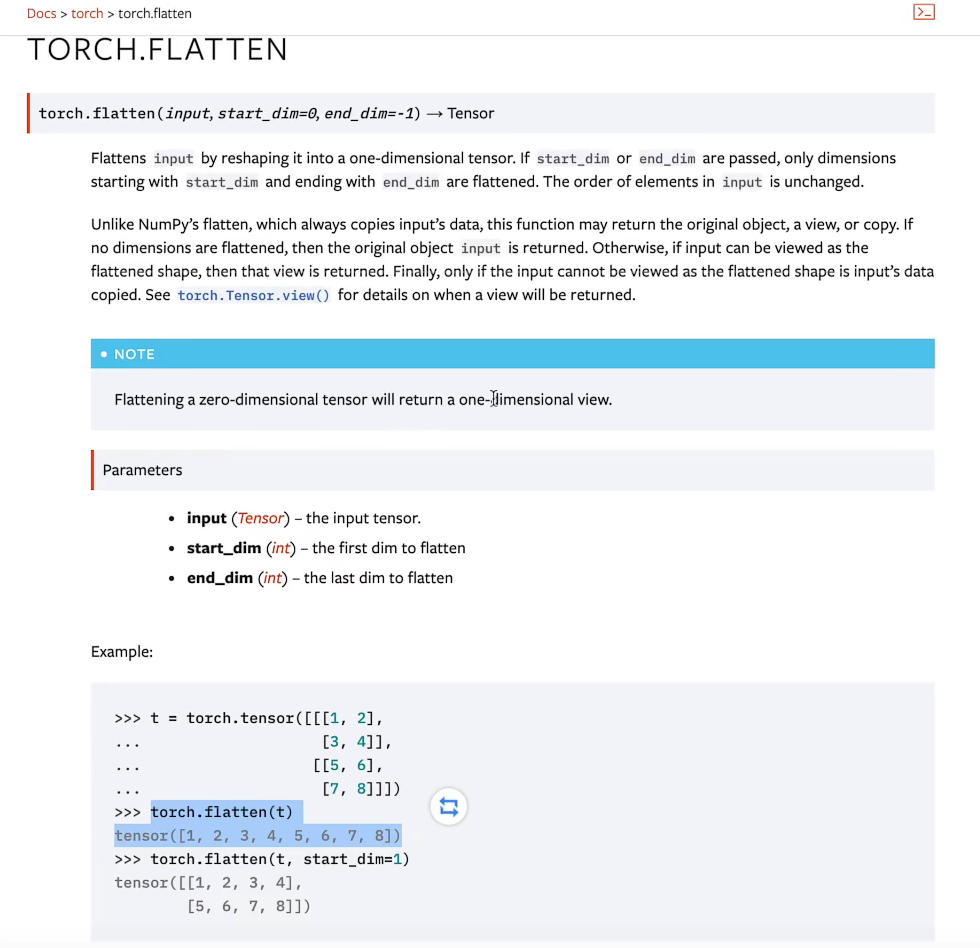 Docs > torch > torch.flatten
TORCH.FLATTEN
torch.flatten(input, start_dim=0, end_dim=-1) → Tensor
Flattens input by reshaping it into a one-dimensional tensor. If start_dim or end_dim are passed, only dimensions
starting with start_dim and ending with end_dim are flattened. The order of elements in input is unchanged.
Unlike NumPy’s flatten, which always copies input’s data, this function may return the original object, a view, or copy. If
no dimensions are flattened, then the original object input is returned. Otherwise, if input can be viewed as the
flattened shape, then that view is returned. Finally, only if the input cannot be viewed as the flattened shape is input’s data
copied. See torch.Tensor.view() for details on when a view will be returned.
• NOTE
Flattening a zero-dimensional tensor will return a one-dimensional view.
Parameters
• input (Tensor) – the input tensor.
• start_dim (int) – the first dim to flatten
• end_dim (int) – the last dim to flatten
Example:
>>> t = torch.tensor([[[1, 2],
...                    [3, 4]],
...                   [[5, 6],
...                    [7, 8]]])
>>> torch.flatten(t)
tensor([1, 2, 3, 4, 5, 6, 7, 8])
>>> torch.flatten(t, start_dim=1)
tensor([[1, 2, 3, 4],
        [5, 6, 7, 8]])